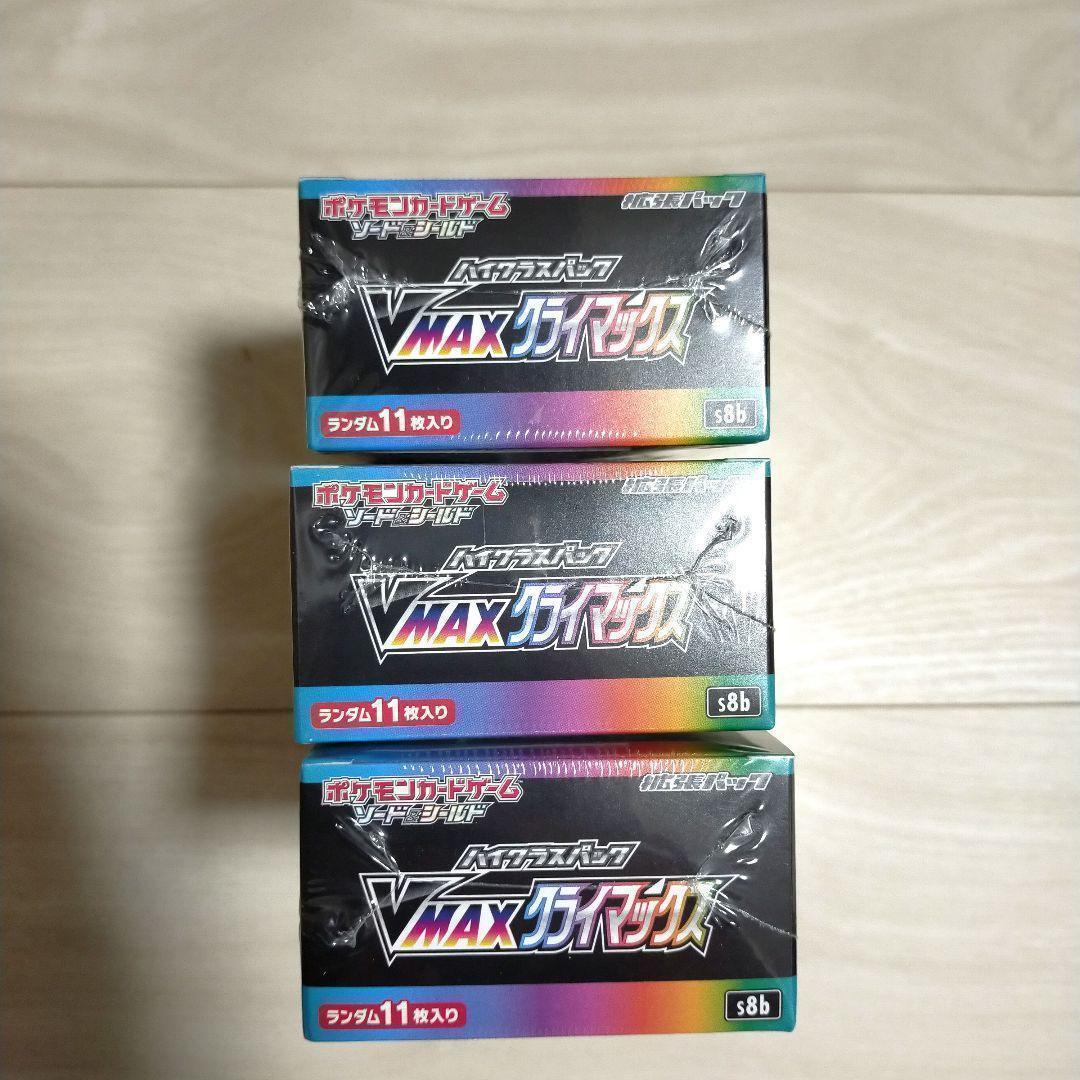 ポケモンカードゲーム
ソード&シールド
拡張パック
ハイクラスパック
VMAXクライマックス
ランダム11枚入り
s8b
ポケモンカードゲーム
ソード&シールド
拡張パック
ハイクラスパック
VMAXクライマックス
ランダム11枚入り
s8b
ポケモンカードゲーム
ソード&シールド
拡張パック
ハイクラスパック
VMAXクライマックス
ランダム11枚入り
s8b